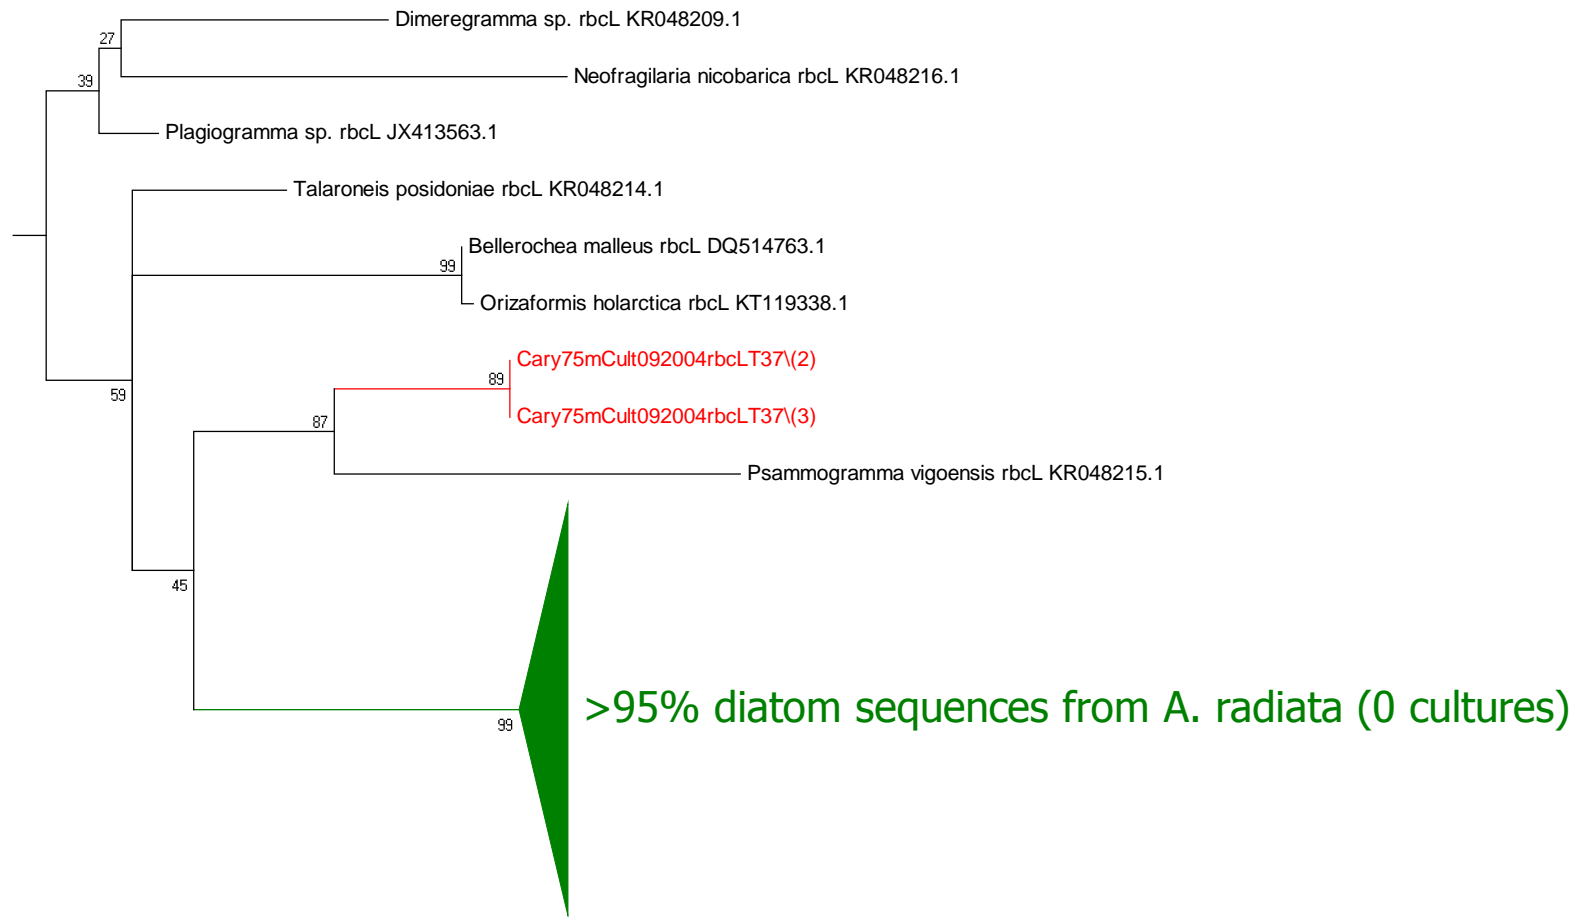 Dimeregramma sp. rbcL KR048209.1
27
Neofragilaria nicobarica rbcL KR048216.1
39
Plagiogramma sp. rbcL JX413563.1
Talaroneis posidoniae rbcL KR048214.1
Bellerochea malleus rbcL DQ514763.1
99
Orizaformis holarctica rbcL KT119338.1
Cary75mCult092004rbcLT37\(2)
89
59
Cary75mCult092004rbcLT37\(3)
87
Psammogramma vigoensis rbcL KR048215.1
45
>95% diatom sequences from A. radiata (0 cultures)
99